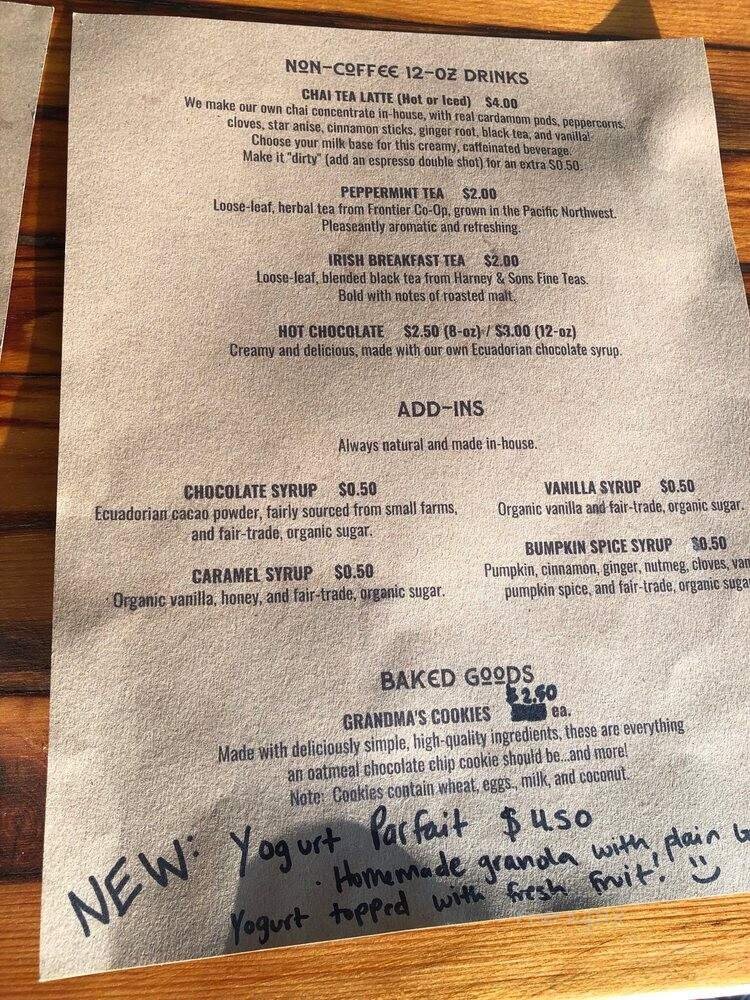 NON-COFFEE 12-OZ DRINKS
CHAI TEA LATTE (Hot or Iced) $4.00
We make our own chai concentrate in-house, with real cardamom pods, peppercorns,
cloves, star anise, cinnamon sticks, ginger root, black tea, and vanilla!
Choose your milk base for this creamy, caffeinated beverage.
Make it "dirty" (add an espresso double shot) for an extra $0.50.
PEPPERMINT TEA $2.00
Loose-leaf, herbal tea from Frontier Co-Op, grown in the Pacific Northwest.
Pleaseantly aromatic and refreshing.
IRISH BREAKFAST TEA $2.00
Loose-leaf, blended black tea from Harney & Sons Fine Teas.
Bold with notes of roasted malt.
HOT CHOCOLATE $2.50 (8-oz) / $3.00 (12-oz)
Creamy and delicious, made with our own Ecuadorian chocolate syrup.
ADD-INS
Always natural and made in-house.
CHOCOLATE SYRUP $0.50
Ecuadorian cacao powder, fairly sourced from small farms,
and fair-trade, organic sugar.
VANILLA SYRUP $0.50
Organic vanilla and fair-trade, organic sugar.
CARAMEL SYRUP $0.50
Organic vanilla, honey, and fair-trade, organic sugar.
BUMPKIN SPICE SYRUP $0.50
Pumpkin, cinnamon, ginger, nutmeg, cloves, van
pumpkin spice, and fair-trade, organic suga
BAKED GOODS
GRANDMA'S COOKIES $2.50 ea.
Made with deliciously simple, high-quality ingredients, these are everything
an oatmeal chocolate chip cookie should be...and more!
Note: Cookies contain wheat, eggs., milk, and coconut.
NEW: Yogurt Parfait $4.50
· Homemade granola with plain
Yogurt topped with fresh fruit! :)